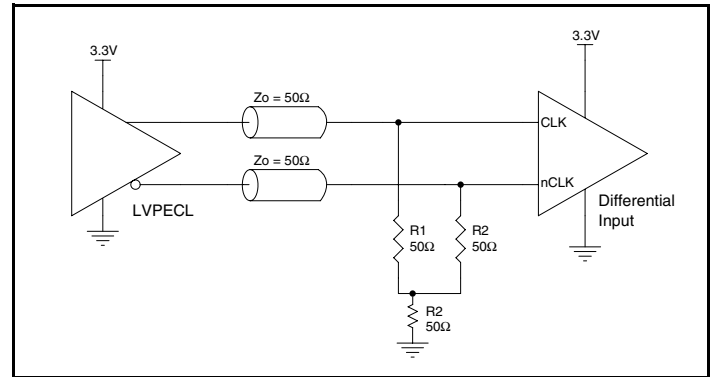 3.3V
3.3V
Zo = 50Ω
CLK
Zo = 50Ω
nCLK
LVPECL
Differential
Input
R1
50Ω
R2
50Ω
R2
50Ω